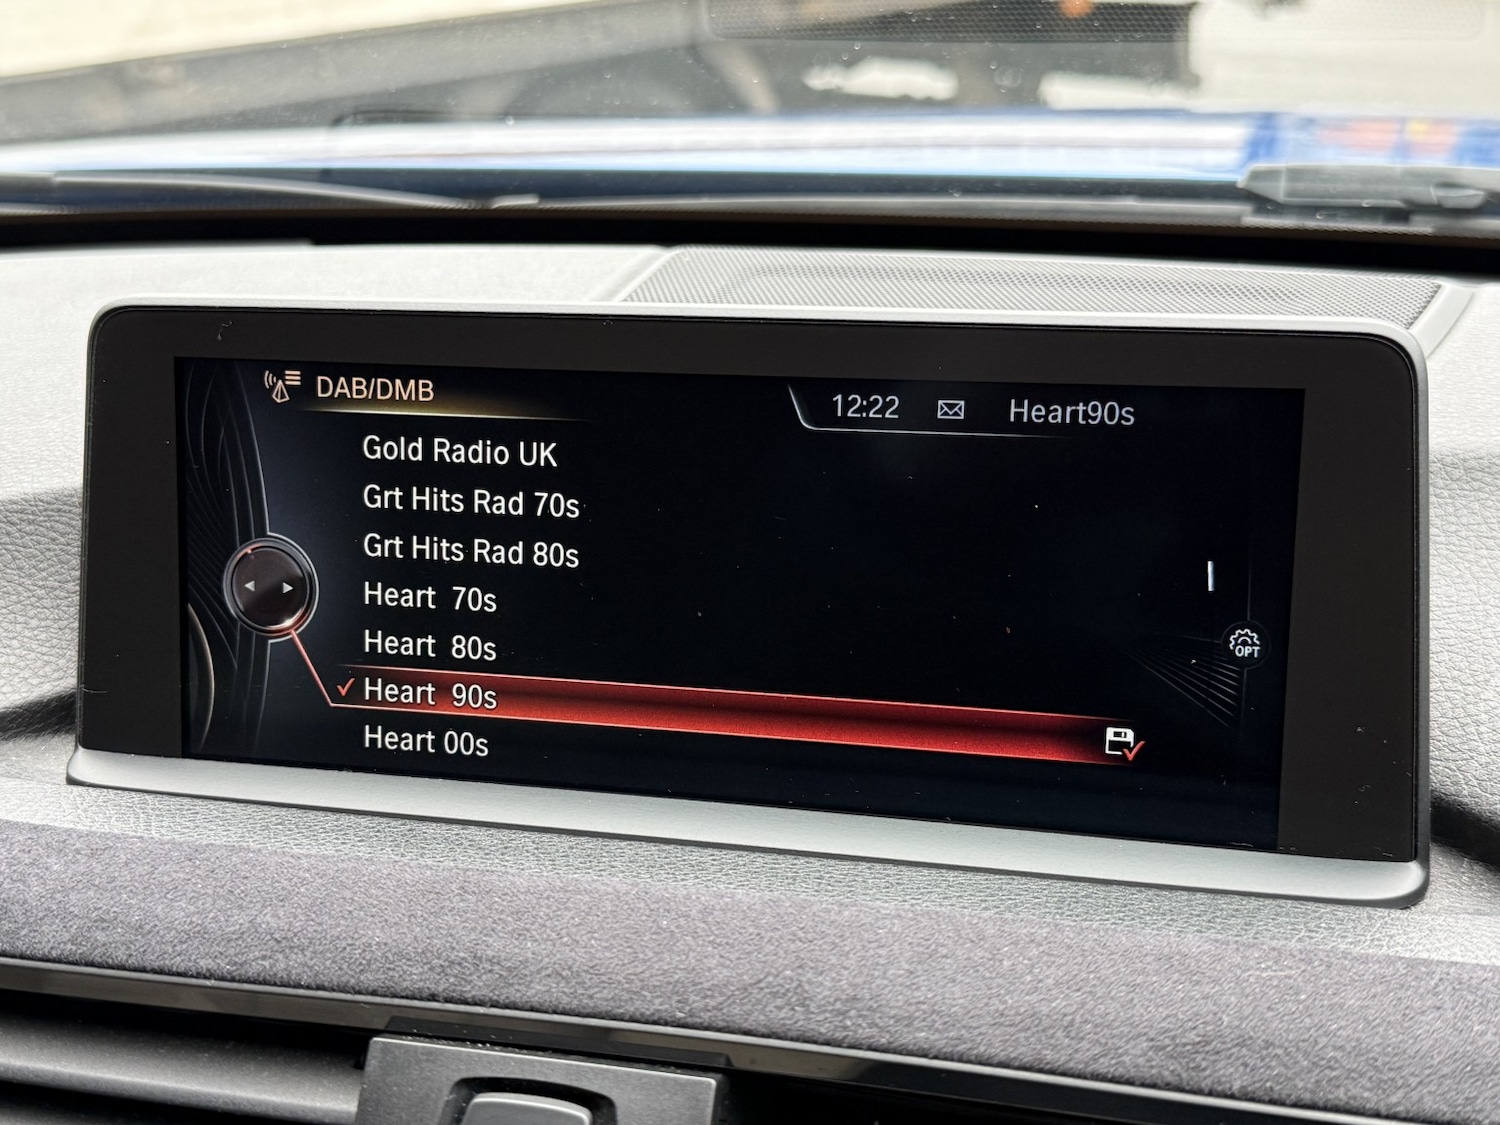 DAB/DMB
12:22 Heart90s
Gold Radio UK
Grt Hits Rad 70s
Grt Hits Rad 80s
Heart 70s
Heart 80s
Heart 90s
Heart 00s
OPT